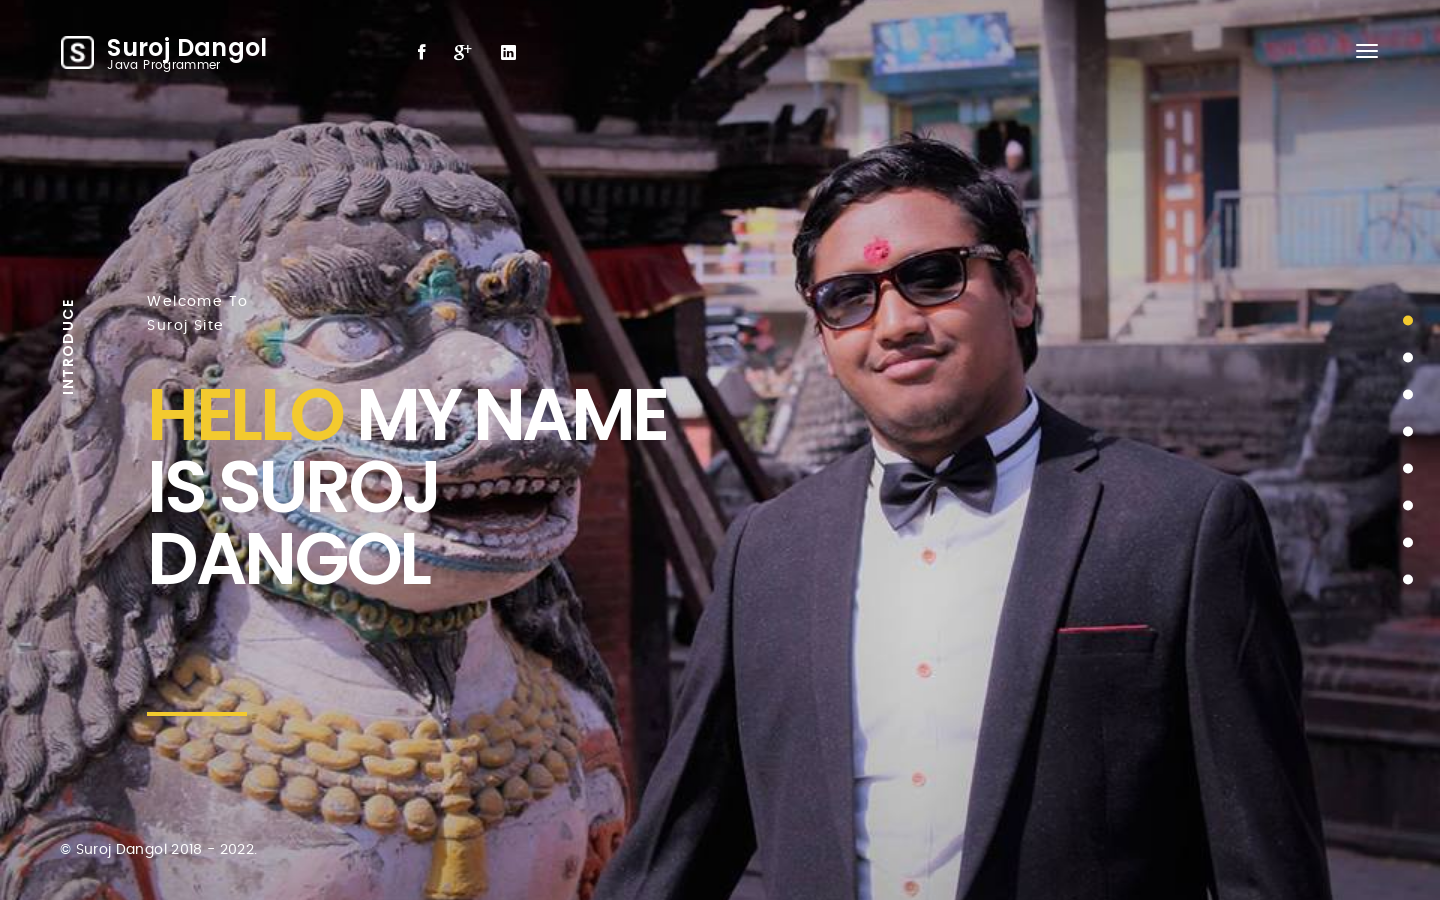 S
Suroj Dangol
Java Programmer
f
g+
in
INTRODUCE
Welcome To
Suroj Site
HELLO MY NAME
IS SUROJ
DANGOL
© Suroj Dangol 2018 - 2022.